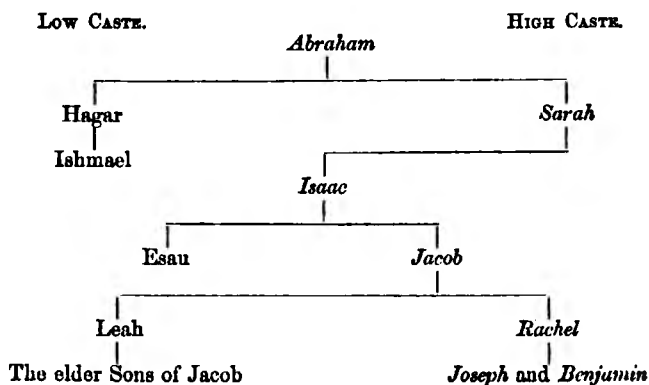 LOW CASTE. HIGH CASTE.
Abraham
Hagar Sarah
Ishmael
Isaac
Esau Jacob
Leah Rachel
The elder Sons of Jacob Joseph and Benjamin